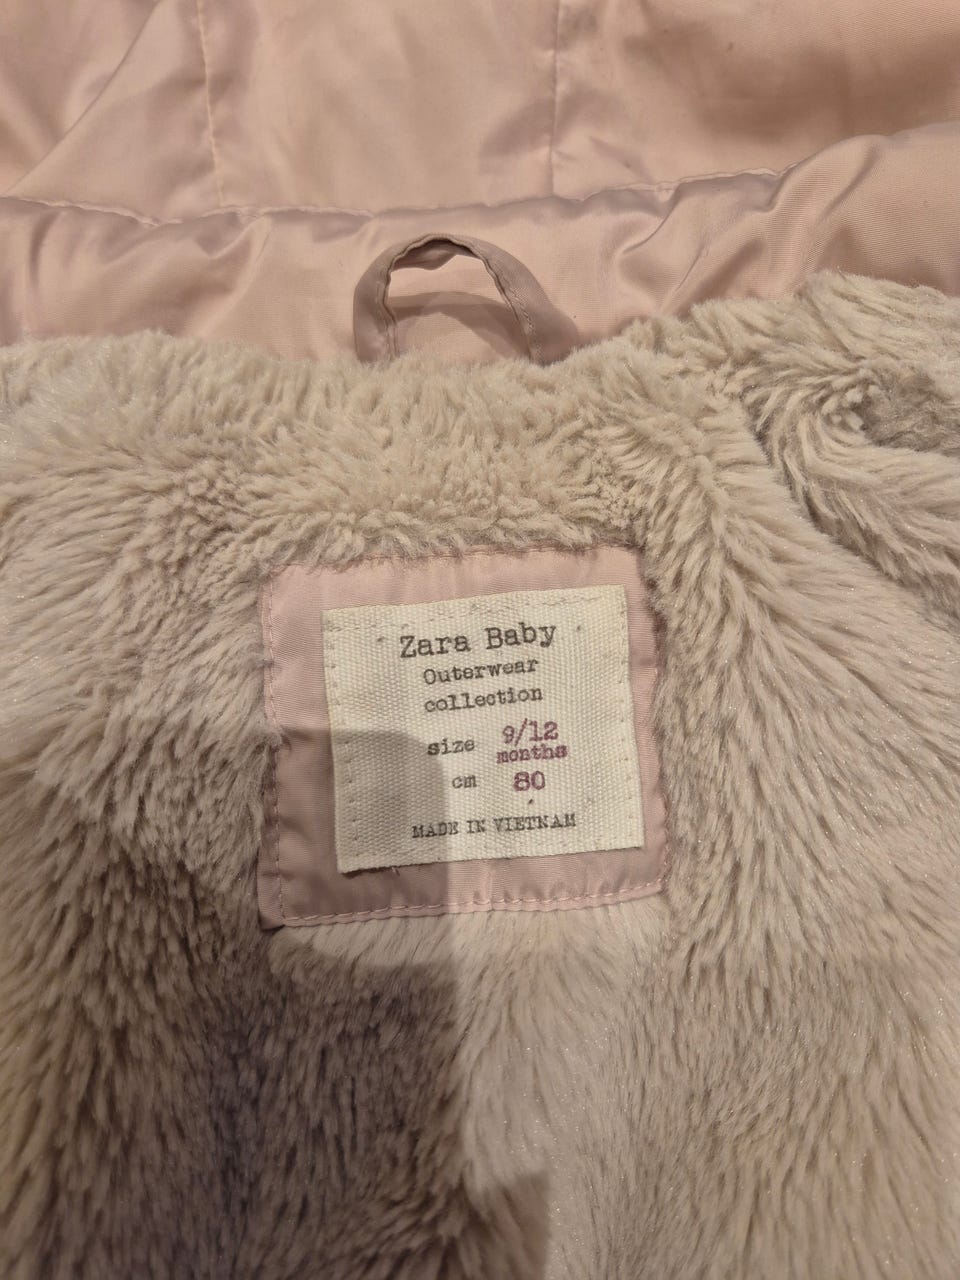 Zara Baby
Outerwear
collection
size 9/12
months
cm 80
MADE IN VIETNAM